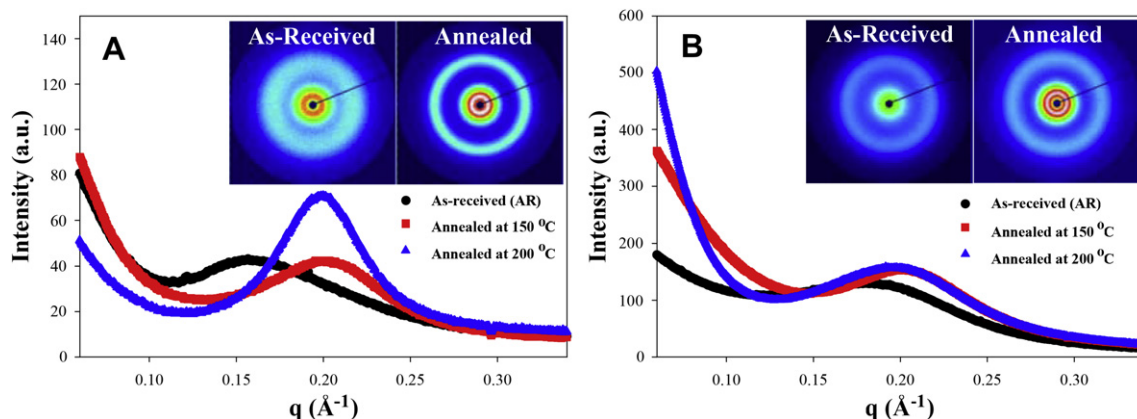 A
As-Received
Annealed
140
120
100
80
60
40
20
0
Intensity (a.u.)
As-received (AR)
Annealed at 150 °C
Annealed at 200 °C
0.10
0.15
0.20
0.25
0.30
q (Å⁻¹)
B
As-Received
Annealed
600
500
400
300
200
100
0
Intensity (a.u.)
As-received (AR)
Annealed at 150 °C
Annealed at 200 °C
0.10
0.15
0.20
0.25
0.30
q (Å⁻¹)